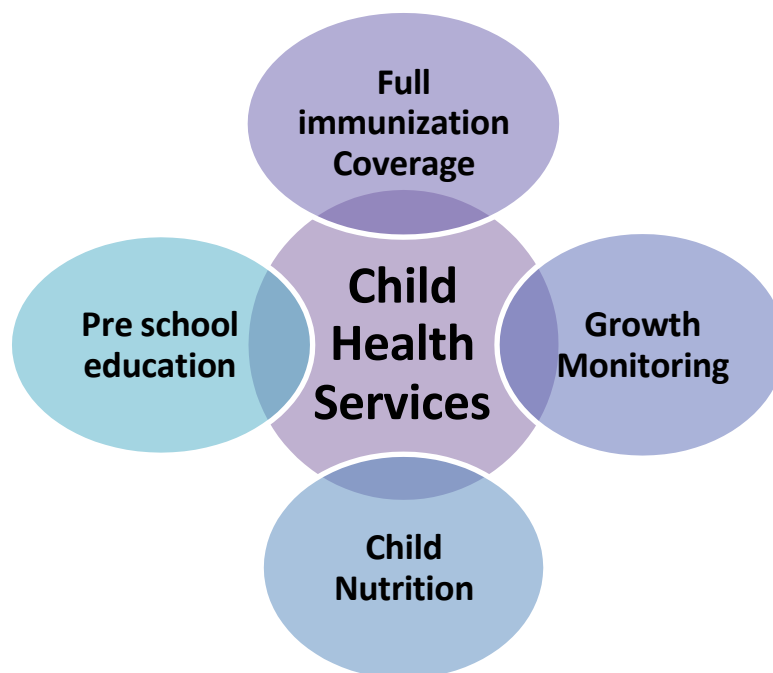 Full
immunization
Coverage
Pre school
education
Child
Health
Services
Growth
Monitoring
Child
Nutrition